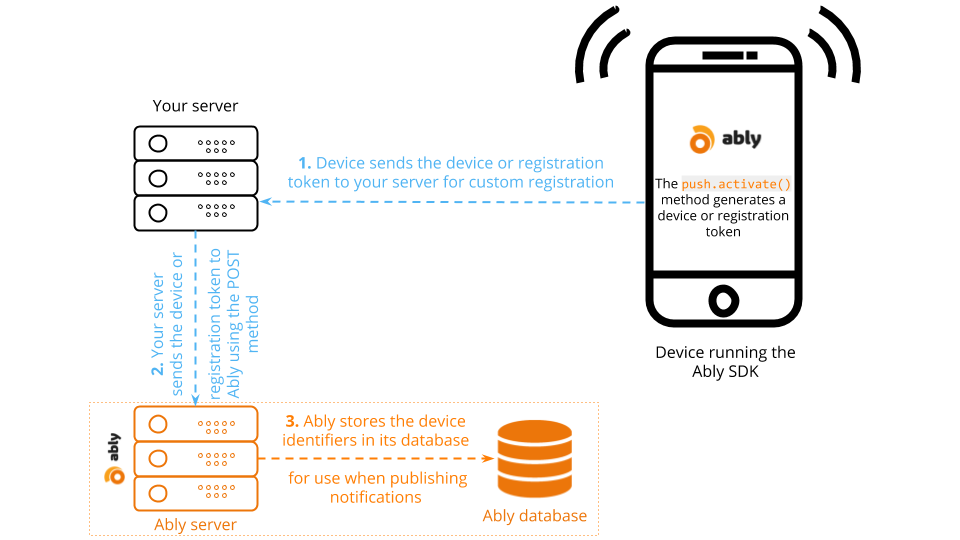 Your server
1. Device sends the device or registration
token to your server for custom registration
ably
The push.activate()
method generates a
device or registration
token
Device running the
Ably SDK
2. Your server
sends the device or
registration token to
Ably using the POST
method
ably
Ably server
3. Ably stores the device
identifiers in its database
for use when publishing
notifications
Ably database